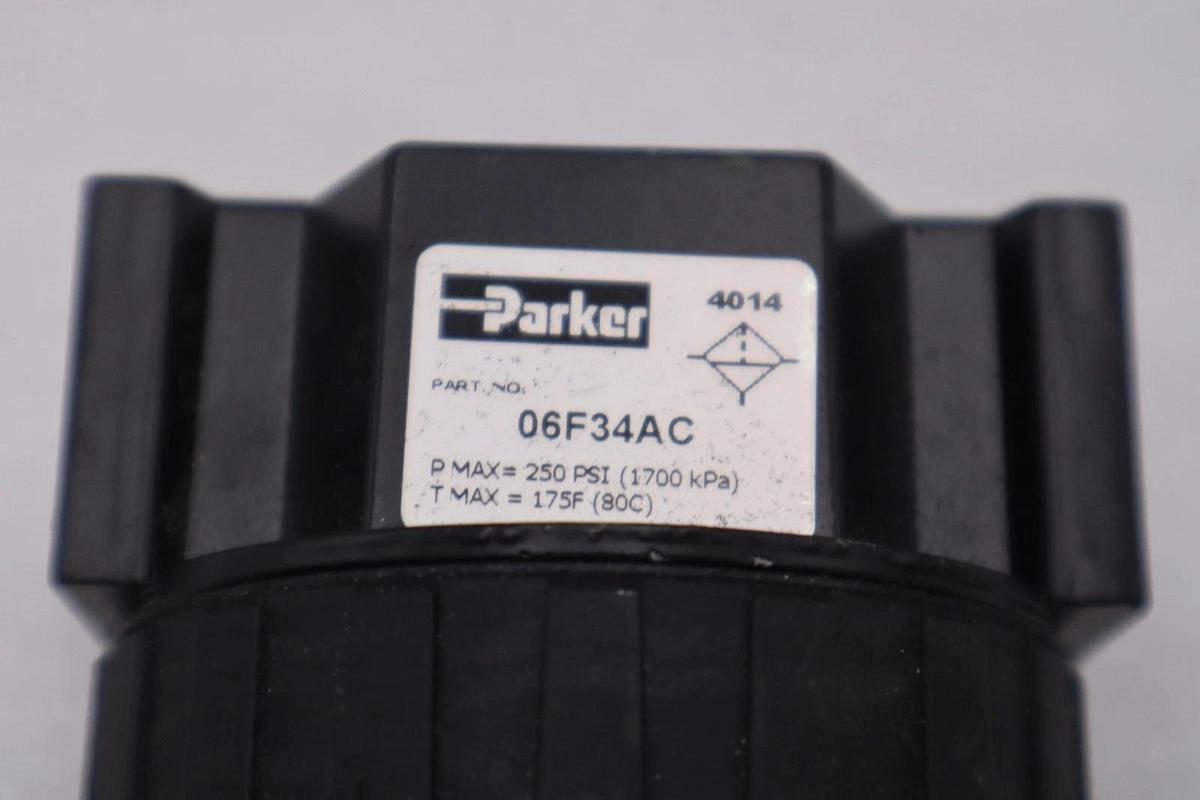 Parker
4014
PART. NO.
06F34AC
P MAX= 250 PSI (1700 kPa)
T MAX = 175F (80C)